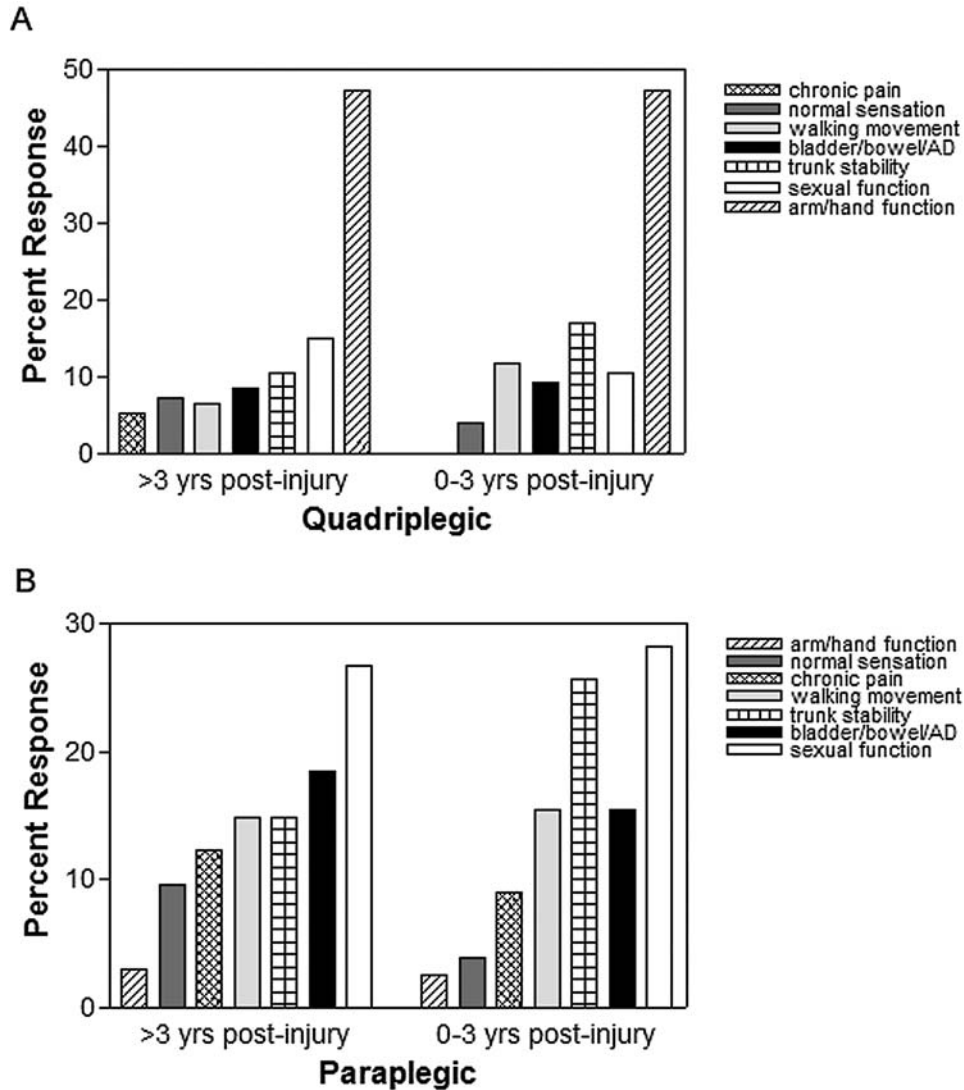 A
Percent Response
50
40
30
20
10
0
>3 yrs post-injury
0-3 yrs post-injury
Quadriplegic
chronic pain
normal sensation
walking movement
bladder/bowel/AD
trunk stability
sexual function
arm/hand function
B
Percent Response
30
20
10
0
>3 yrs post-injury
0-3 yrs post-injury
Paraplegic
arm/hand function
normal sensation
chronic pain
walking movement
trunk stability
bladder/bowel/AD
sexual function